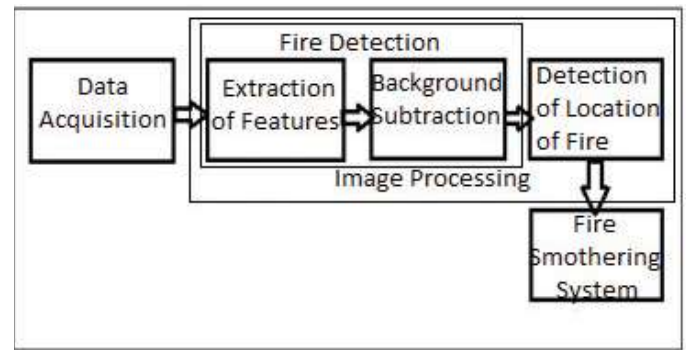 Fire Detection
Data
Acquisition
Extraction
of Features
Background
Subtraction
Detection
of Location
of Fire
Image Processing
Fire
Smothering
System